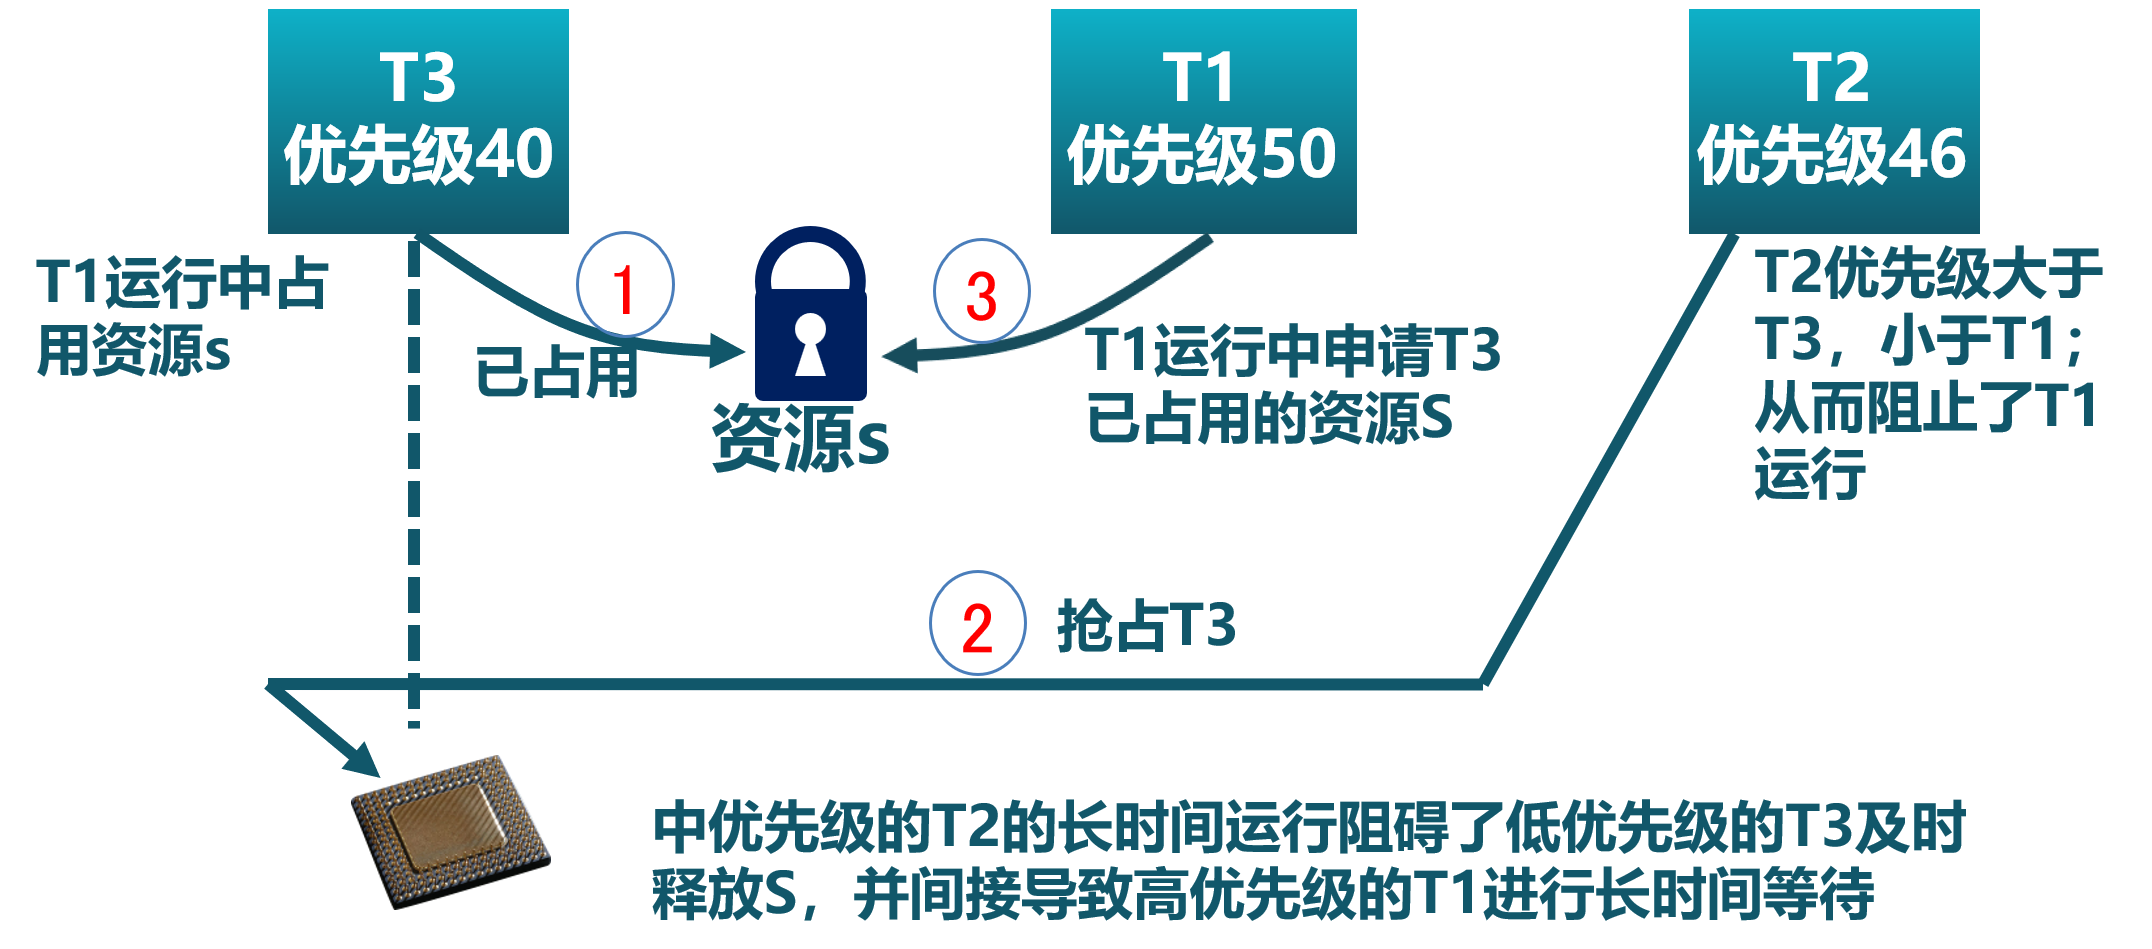 T3
优先级40
T1
优先级50
T2
优先级46
T1运行中占
用资源s
1
已占用
资源s
3
T1运行中申请T3
已占用的资源S
T2优先级大于
T3，小于T1；
从而阻止了T1
运行
2
抢占T3
中优先级的T2的长时间运行阻碍了低优先级的T3及时
释放S，并间接导致高优先级的T1进行长时间等待